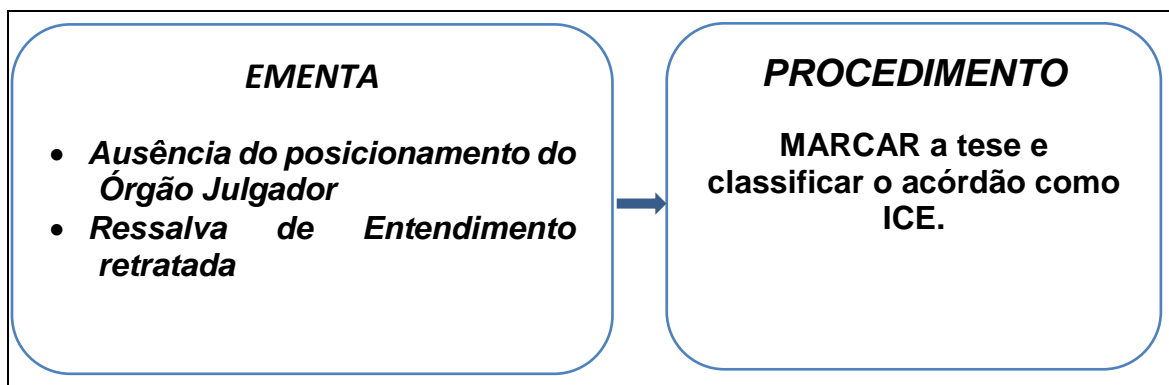 EMENTA
• Ausência do posicionamento do
Órgão Julgador
• Ressalva de Entendimento
retratada
PROCEDIMENTO
MARCAR a tese e
classificar o acórdão como
ICE.